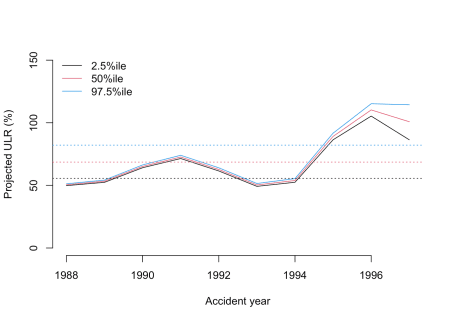 150
100
50
0
Projected ULR (%)
2.5%ile
50%ile
97.5%ile
1988 1990 1992 1994 1996
Accident year